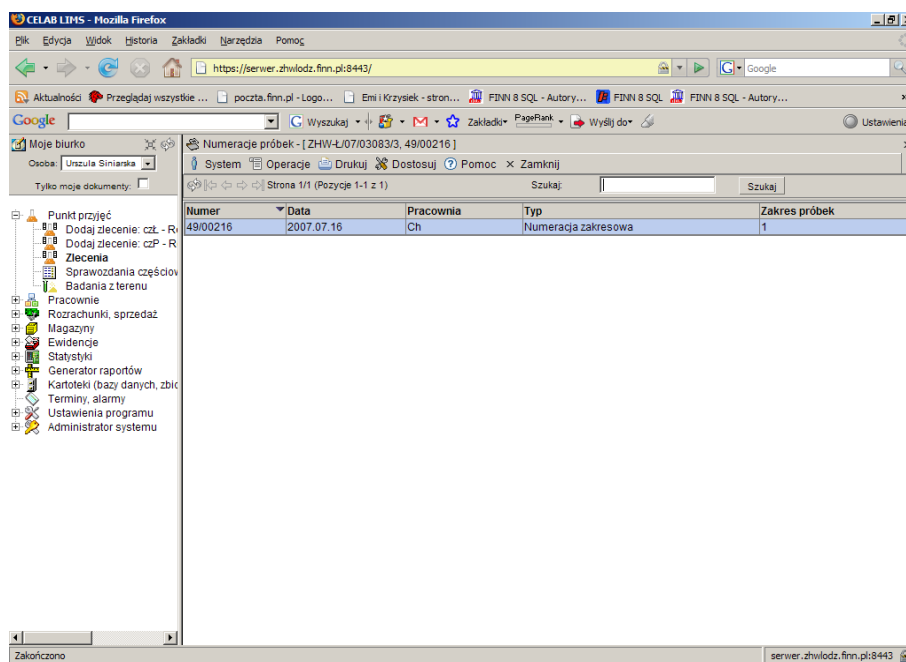 CELAB LIMS - Mozilla Firefox
Plik Edycja Widok Historia Zakładki Narzędzia Pomoc
https://serwer.zhwlodz.finn.pl:8443/ Google
Aktualności Przeglądaj wszystkie ... poczta.finn.pl - Logo... Emi i Krzysiek - stron... FINN 8 SQL - Autory... FINN 8 SQL FINN 8 SQL - Autory...
Google Wyszukaj Zakładki PageRank Wyślij do Ustawienia
Moje biurko Numeracje próbek - [ ZHW-Ł/07/03083/3, 49/00216 ]
Osoba: Urszula Siniarska System Operacje Drukuj Dostosuj Pomoc Zamknij
Tylko moje dokumenty: Strona 1/1 (Pozycje 1-1 z 1) Szukaj: Szukaj
Numer Data Pracownia Typ Zakres próbek
49/00216 2007.07.16 Ch Numeracja zakresowa 1
Punkt przyjęć
Dodaj zlecenie: czŁ - R
Dodaj zlecenie: czP - R
Zlecenia
Sprawozdania częściow
Badania z terenu
Pracownie
Rozrachunki, sprzedaż
Magazyny
Ewidencje
Statystyki
Generator raportów
Kartoteki (bazy danych, zbio
Terminy, alarmy
Ustawienia programu
Administrator systemu
Zakończono serwer.zhwlodz.finn.pl:8443